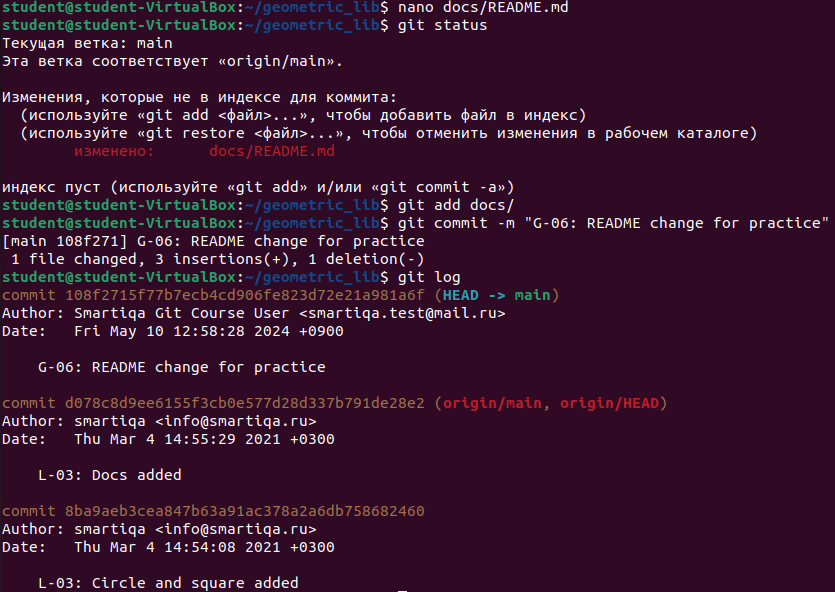 student@student-VirtualBox:~/geometric_lib$ nano docs/README.md
student@student-VirtualBox:~/geometric_lib$ git status
Текущая ветка: main
Эта ветка соответствует «origin/main».
Изменения, которые не в индексе для коммита:
  (используйте «git add <файл>...», чтобы добавить файл в индекс)
  (используйте «git restore <файл>...», чтобы отменить изменения в рабочем каталоге)
        изменено:      docs/README.md
индекс пуст (используйте «git add» и/или «git commit -a»)
student@student-VirtualBox:~/geometric_lib$ git add docs/
student@student-VirtualBox:~/geometric_lib$ git commit -m "G-06: README change for practice"
[main 108f271] G-06: README change for practice
 1 file changed, 3 insertions(+), 1 deletion(-)
student@student-VirtualBox:~/geometric_lib$ git log
commit 108f2715f77b7ecb4cd906fe823d72e21a981a6f (HEAD -> main)
Author: Smartiqa Git Course User <smartiqa.test@mail.ru>
Date:   Fri May 10 12:58:28 2024 +0900
    G-06: README change for practice
commit d078c8d9ee6155f3cb0e577d28d337b791de28e2 (origin/main, origin/HEAD)
Author: smartiqa <info@smartiqa.ru>
Date:   Thu Mar 4 14:55:29 2021 +0300
    L-03: Docs added
commit 8ba9aeb3cea847b63a91ac378a2a6db758682460
Author: smartiqa <info@smartiqa.ru>
Date:   Thu Mar 4 14:54:08 2021 +0300
    L-03: Circle and square added